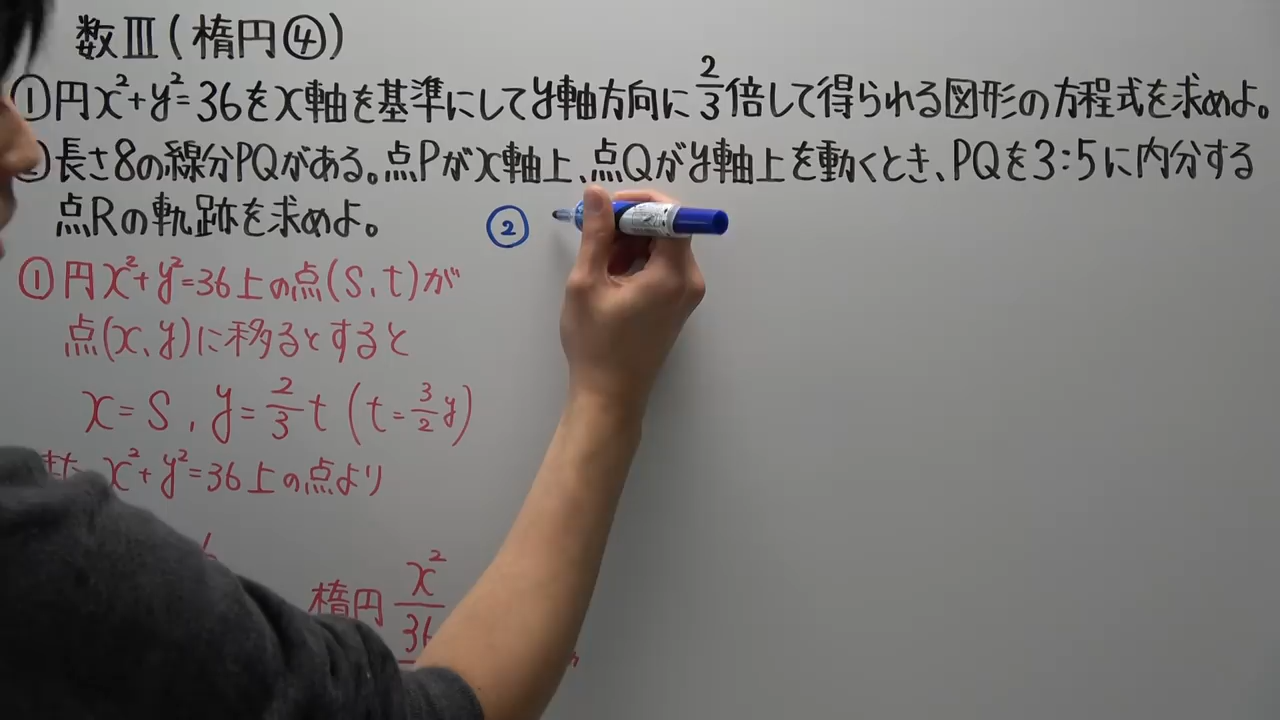 数Ⅲ(楕円④)
①円x²+y²=36をx軸を基準にしてy軸方向に2/3倍して得られる図形の方程式を求めよ。
②長さ8の線分PQがある。点Pがx軸上、点Qがy軸上を動くとき、PQを3:5に内分する
点Rの軌跡を求めよ。
②
①円x²+y²=36上の点(s,t)が
点(x,y)に移るとすると
x=s, y=2/3 t (t=3/2 y)
また x²+y²=36上の点より
楕円 x²/36